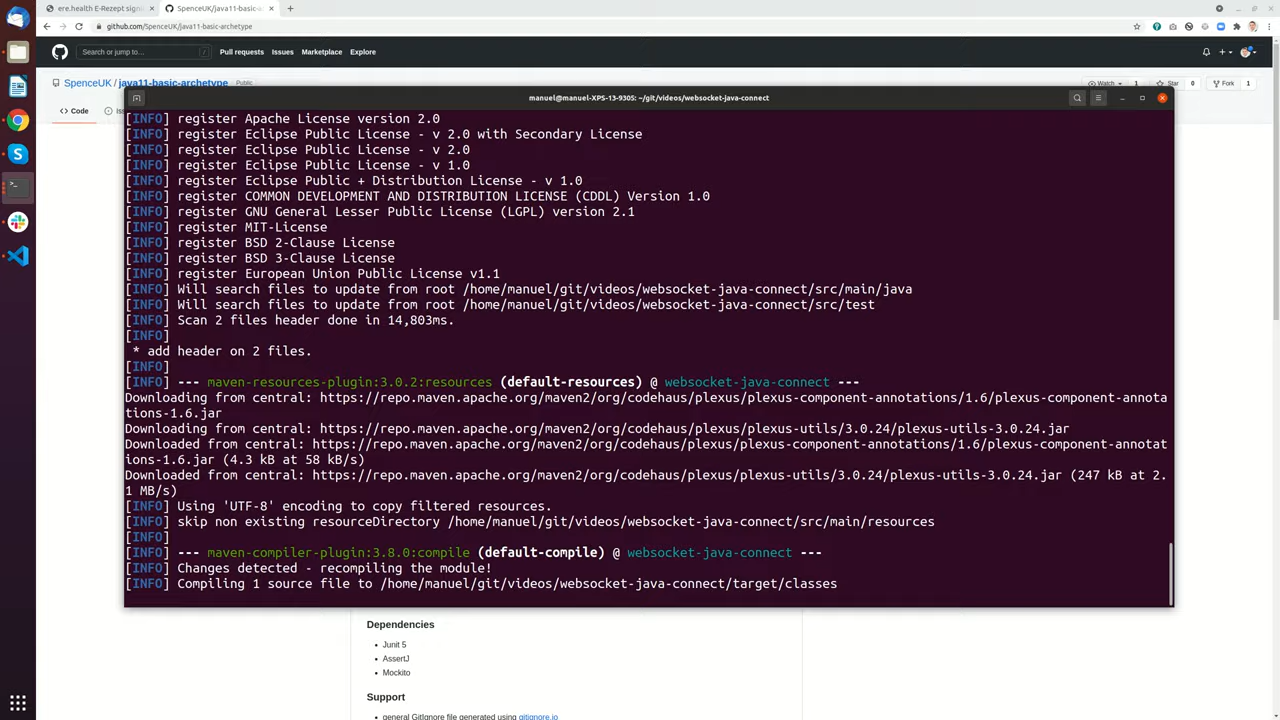 ere.health E-Rezept signi
SpenceUK/java11-basic-a
github.com/SpenceUK/java11-basic-archetype
Search or jump to…
/
Pull requests
Issues
Marketplace
Explore
SpenceUK / java11-basic-archetype
Public
Watch
1
Star
0
Fork
1
Code
manuel@manuel-XPS-13-9305: ~/git/videos/websocket-java-connect
[INFO] register Apache License version 2.0
[INFO] register Eclipse Public License - v 2.0 with Secondary License
[INFO] register Eclipse Public License - v 2.0
[INFO] register Eclipse Public License - v 1.0
[INFO] register Eclipse Public + Distribution License - v 1.0
[INFO] register COMMON DEVELOPMENT AND DISTRIBUTION LICENSE (CDDL) Version 1.0
[INFO] register GNU General Lesser Public License (LGPL) version 2.1
[INFO] register MIT-License
[INFO] register BSD 2-Clause License
[INFO] register BSD 3-Clause License
[INFO] register European Union Public License v1.1
[INFO] Will search files to update from root /home/manuel/git/videos/websocket-java-connect/src/main/java
[INFO] Will search files to update from root /home/manuel/git/videos/websocket-java-connect/src/test
[INFO] Scan 2 files header done in 14,803ms.
[INFO]
* add header on 2 files.
[INFO]
[INFO] --- maven-resources-plugin:3.0.2:resources (default-resources) @ websocket-java-connect ---
Downloading from central: https://repo.maven.apache.org/maven2/org/codehaus/plexus/plexus-component-annotations/1.6/plexus-component-annota
tions-1.6.jar
Downloading from central: https://repo.maven.apache.org/maven2/org/codehaus/plexus/plexus-utils/3.0.24/plexus-utils-3.0.24.jar
Downloaded from central: https://repo.maven.apache.org/maven2/org/codehaus/plexus/plexus-component-annotations/1.6/plexus-component-annotat
ions-1.6.jar (4.3 kB at 58 kB/s)
Downloaded from central: https://repo.maven.apache.org/maven2/org/codehaus/plexus/plexus-utils/3.0.24/plexus-utils-3.0.24.jar (247 kB at 2.
1 MB/s)
[INFO] Using 'UTF-8' encoding to copy filtered resources.
[INFO] skip non existing resourceDirectory /home/manuel/git/videos/websocket-java-connect/src/main/resources
[INFO]
[INFO] --- maven-compiler-plugin:3.8.0:compile (default-compile) @ websocket-java-connect ---
[INFO] Changes detected - recompiling the module!
[INFO] Compiling 1 source file to /home/manuel/git/videos/websocket-java-connect/target/classes
Dependencies
Junit 5
AssertJ
Mockito
Support
general GitIgnore file generated using gitignore.io